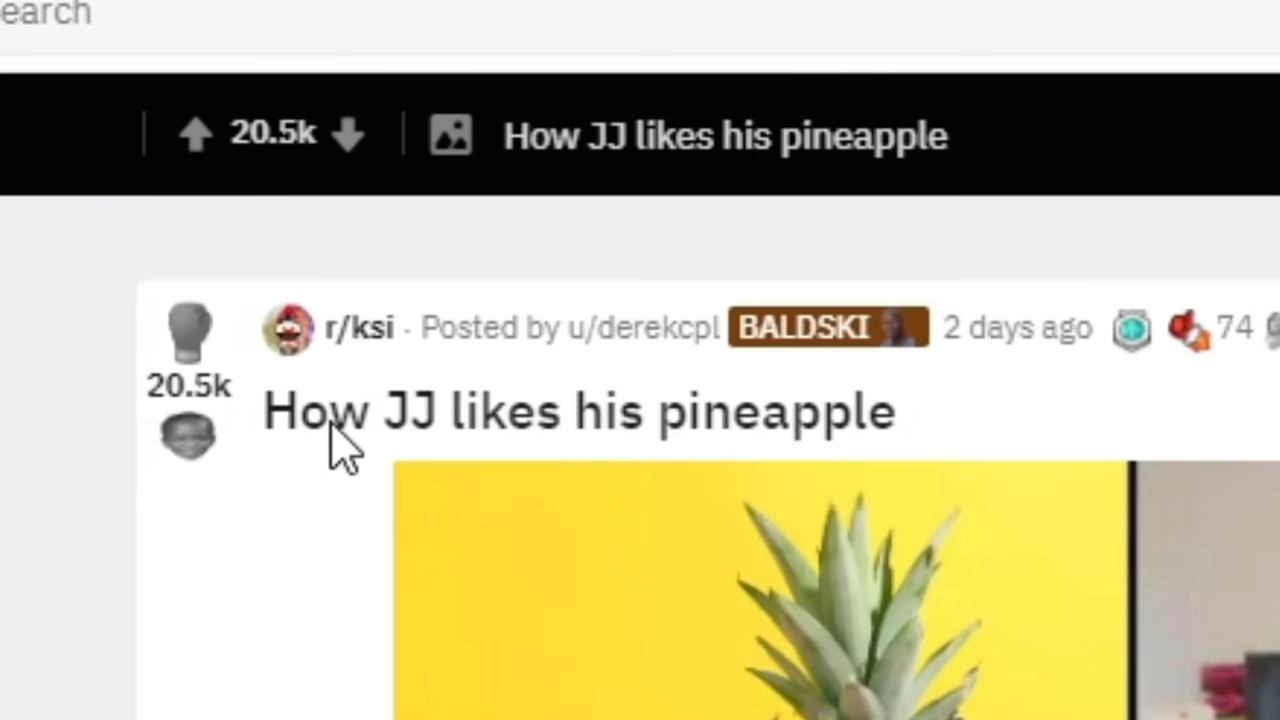 earch
20.5k How JJ likes his pineapple
r/ksi · Posted by u/derekcpl BALDSKI 2 days ago 74
20.5k
How JJ likes his pineapple